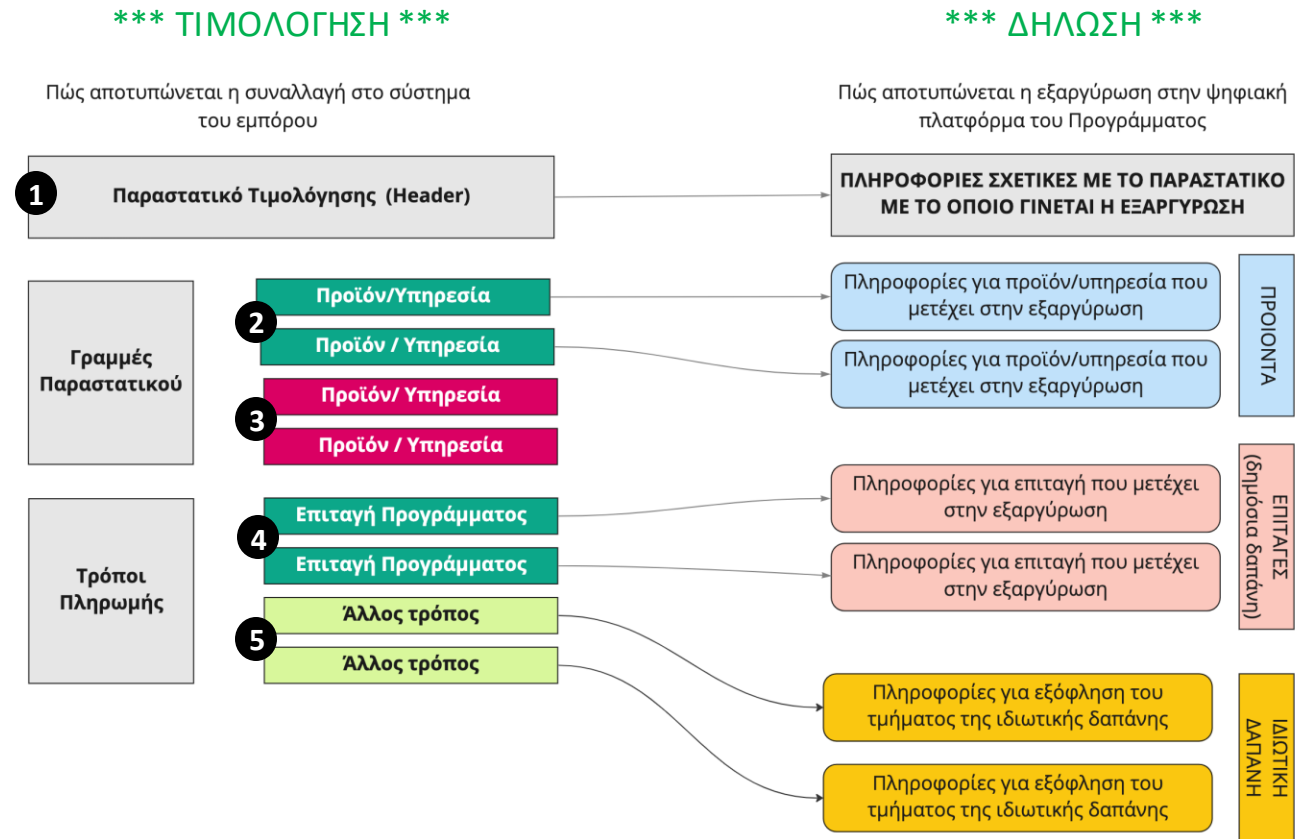 *** ΤΙΜΟΛΟΓΗΣΗ ***
*** ΔΗΛΩΣΗ ***
Πώς αποτυπώνεται η συναλλαγή στο σύστημα
του εμπόρου
Πώς αποτυπώνεται η εξαργύρωση στην ψηφιακή
πλατφόρμα του Προγράμματος
1
Παραστατικό Τιμολόγησης (Header)
ΠΛΗΡΟΦΟΡΙΕΣ ΣΧΕΤΙΚΕΣ ΜΕ ΤΟ ΠΑΡΑΣΤΑΤΙΚΟ
ΜΕ ΤΟ ΟΠΟΙΟ ΓΙΝΕΤΑΙ Η ΕΞΑΡΓΥΡΩΣΗ
Γραμμές
Παραστατικού
2
Προϊόν/Υπηρεσία
Προϊόν / Υπηρεσία
3
Προϊόν/ Υπηρεσία
Προϊόν / Υπηρεσία
Πληροφορίες για προϊόν/υπηρεσία που
μετέχει στην εξαργύρωση
Πληροφορίες για προϊόν/υπηρεσία που
μετέχει στην εξαργύρωση
ΠΡΟΙΟΝΤΑ
Τρόποι
Πληρωμής
4
Επιταγή Προγράμματος
Επιταγή Προγράμματος
5
Άλλος τρόπος
Άλλος τρόπος
Πληροφορίες για επιταγή που μετέχει
στην εξαργύρωση
Πληροφορίες για επιταγή που μετέχει
στην εξαργύρωση
ΕΠΙΤΑΓΕΣ
(δημόσια δαπάνη)
Πληροφορίες για εξόφληση του
τμήματος της ιδιωτικής δαπάνης
Πληροφορίες για εξόφληση του
τμήματος της ιδιωτικής δαπάνης
ΙΔΙΩΤΙΚΗ
ΔΑΠΑΝΗ